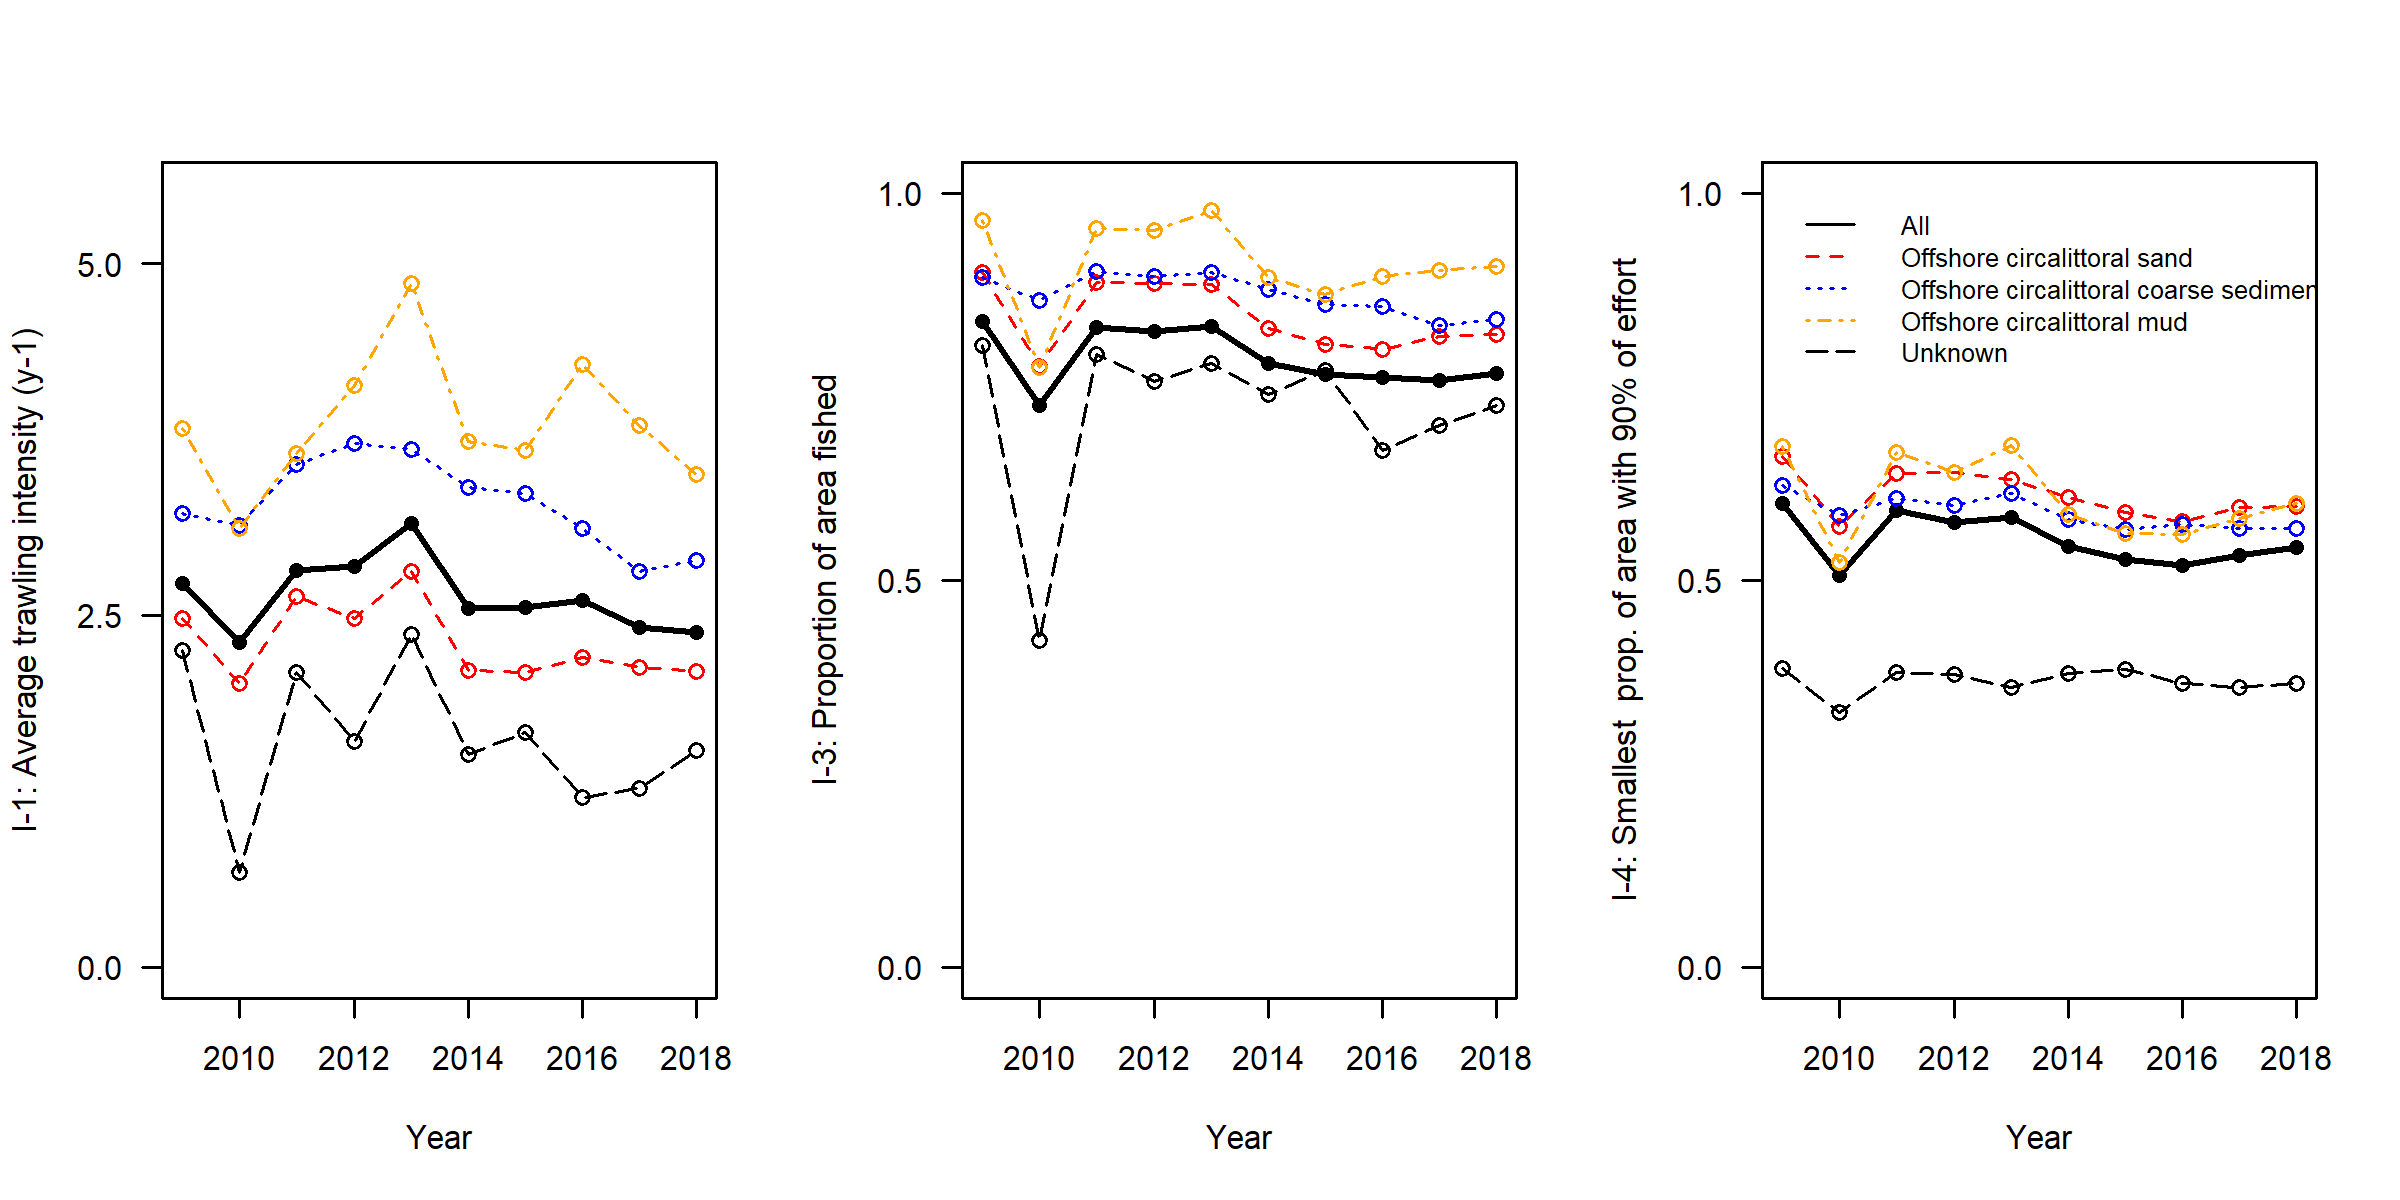 I-1: Average trawling intensity (y-1)
5.0
2.5
0.0
2010 2012 2014 2016 2018
Year
I-3: Proportion of area fished
1.0
0.5
0.0
2010 2012 2014 2016 2018
Year
I-4: Smallest prop. of area with 90% of effort
1.0
0.5
0.0
All
Offshore circalittoral sand
Offshore circalittoral coarse sedimen
Offshore circalittoral mud
Unknown
2010 2012 2014 2016 2018
Year